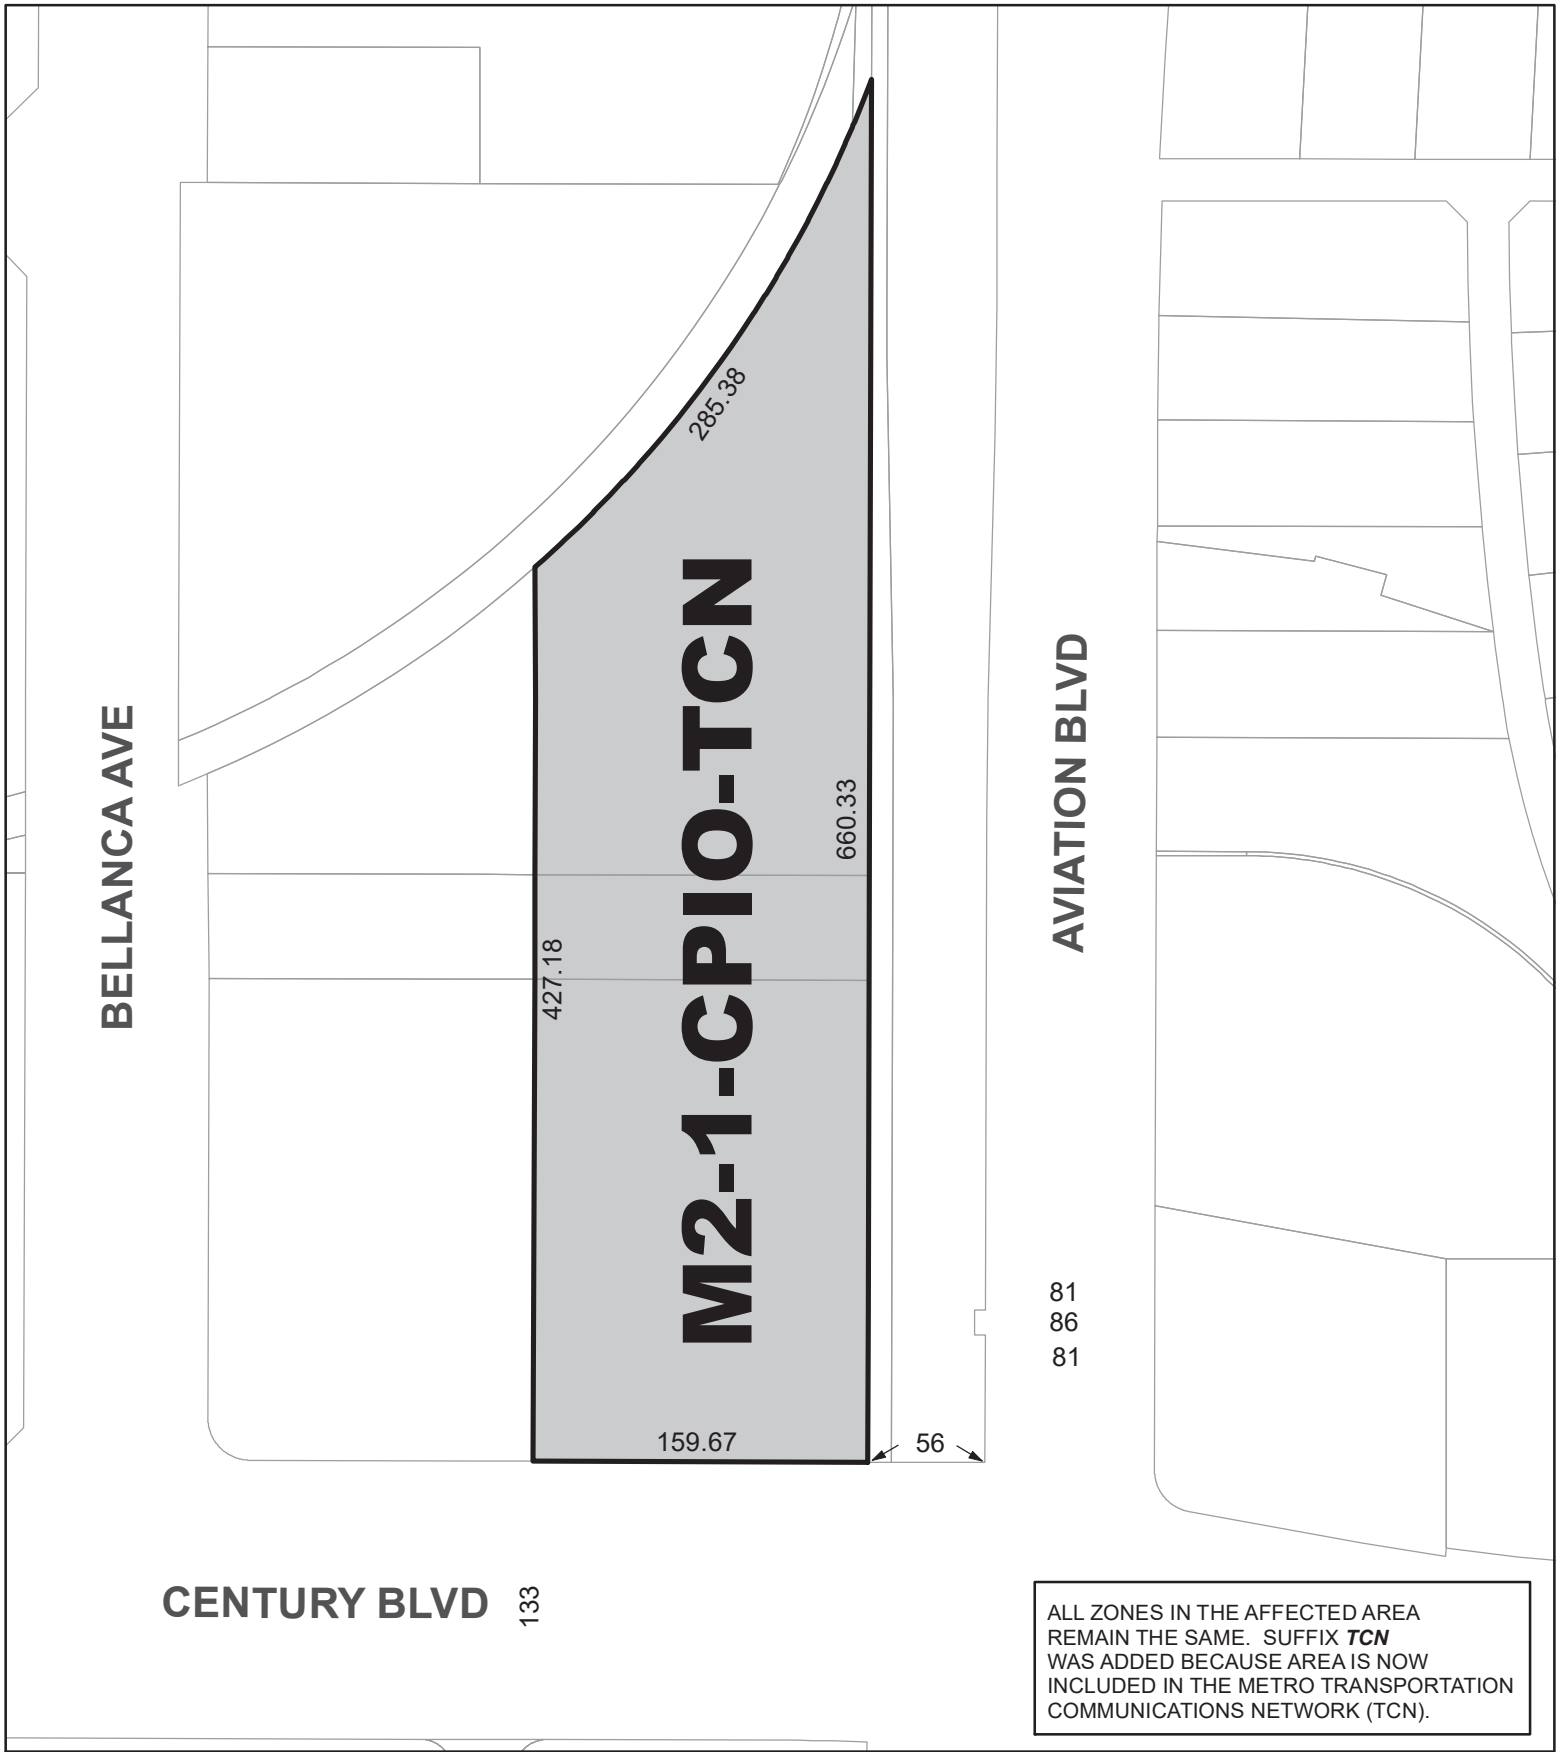 285.38
M2-1-CPIO-TCN
660.33
427.18
BELLANCA AVE
AVIATION BLVD
81
86
81
159.67
56
CENTURY BLVD
133
ALL ZONES IN THE AFFECTED AREA
REMAIN THE SAME. SUFFIX TCN
WAS ADDED BECAUSE AREA IS NOW
INCLUDED IN THE METRO TRANSPORTATION
COMMUNICATIONS NETWORK (TCN).